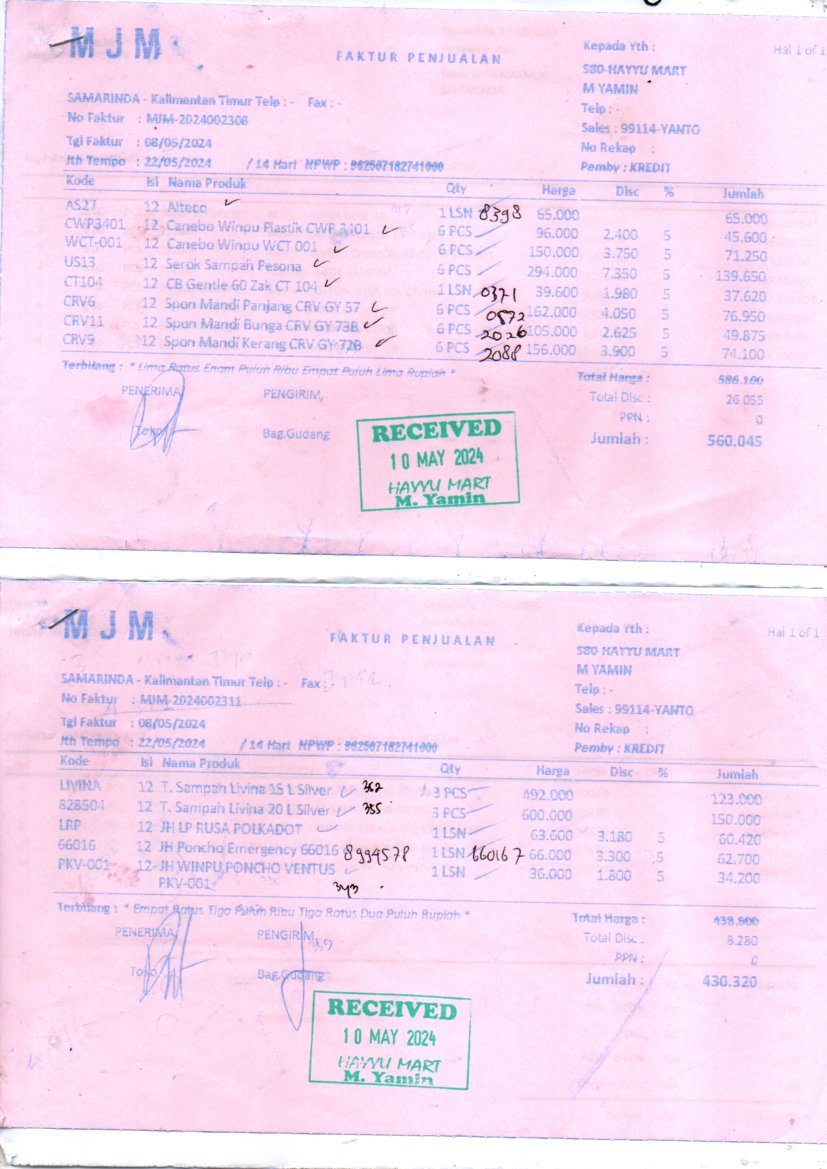 MJM
FAKTUR PENJUALAN
Kepada Yth :
Hal 1 of 1
580-HAYYU MART
M YAMIN
Telp : -
Sales : 99114-YANTO
No Rekap :
Pemby : KREDIT
SAMARINDA - Kalimantan Timur Telp : - Fax : -
No Faktur : MJM-2024002308
Tgl Faktur : 08/05/2024
Jth Tempo : 22/05/2024 / 14 Hari NPWP : 962507182741000
Kode Isi Nama Produk Qty Harga Disc % Jumlah
AS27 12 Alteco 1 LSN 8398 65.000 65.000
CWP3401 12 Canebo Winpu Plastik CWP 3401 6 PCS 96.000 2.400 5 45.600
WCT-001 12 Canebo Winpu WCT 001 6 PCS 150.000 3.750 5 71.250
US13 12 Serok Sampah Pesona 6 PCS 294.000 7.350 5 139.650
CT104 12 CB Gentle 60 Zak CT 104 1 LSN 0371 39.600 1.980 5 37.620
CRV6 12 Spon Mandi Panjang CRV GY 57 6 PCS 0872 162.000 4.050 5 76.950
CRV11 12 Spon Mandi Bunga CRV GY 73B 6 PCS 2026 105.000 2.625 5 49.875
CRV9 12 Spon Mandi Kerang CRV GY 72B 6 PCS 2088 156.000 3.900 5 74.100
Terbilang : * Lima Ratus Enam Puluh Ribu Empat Puluh Lima Rupiah *
Total Harga : 586.100
Total Disc : 26.055
PPN : 0
Jumlah : 560.045
PENERIMA, PENGIRIM,
Toko Bag.Gudang
RECEIVED
10 MAY 2024
HAYYU MART
M. Yamin
MJM
FAKTUR PENJUALAN
Kepada Yth :
Hal 1 of 1
580-HAYYU MART
M YAMIN
Telp : -
Sales : 99114-YANTO
No Rekap :
Pemby : KREDIT
SAMARINDA - Kalimantan Timur Telp : - Fax :
No Faktur : MJM-2024002311
Tgl Faktur : 08/05/2024
Jth Tempo : 22/05/2024 / 14 Hari NPWP : 962507182741000
Kode Isi Nama Produk Qty Harga Disc % Jumlah
LIVINA 12 T. Sampah Livina 15 L Silver 362 3 PCS 492.000 123.000
828504 12 T. Sampah Livina 20 L Silver 355 3 PCS 600.000 150.000
LRP 12 JH LP RUSA POLKADOT 1 LSN 63.600 3.180 5 60.420
66016 12 JH Poncho Emergency 66016 8994578 1 LSN 660167 66.000 3.300 5 62.700
PKV-001 12 JH WINPU PONCHO VENTUS 1 LSN 36.000 1.800 5 34.200
PKV-001 343
Terbilang : * Empat Ratus Tiga Puluh Ribu Tiga Ratus Dua Puluh Rupiah *
Total Harga : 438.600
Total Disc : 8.280
PPN : 0
Jumlah : 430.320
PENERIMA, PENGIRIM,
Toko Bag.Gudang
RECEIVED
10 MAY 2024
HAYYU MART
M. Yamin